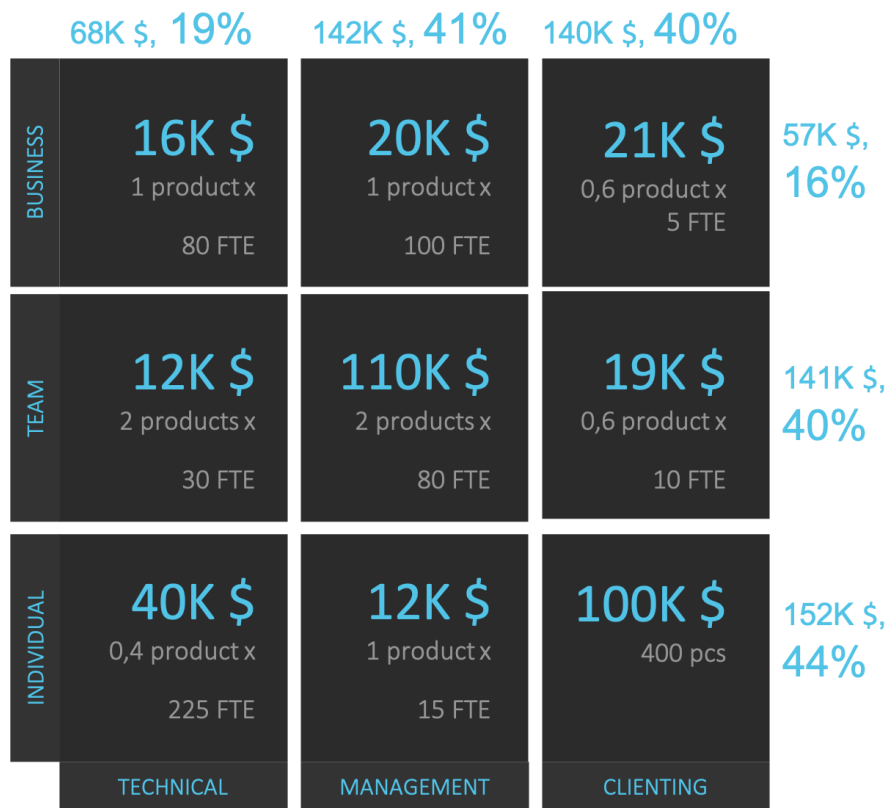 68K $, 19%
142K $, 41%
140K $, 40%
BUSINESS
16K $
1 product x
80 FTE
20K $
1 product x
100 FTE
21K $
0,6 product x
5 FTE
57K $,
16%
TEAM
12K $
2 products x
30 FTE
110K $
2 products x
80 FTE
19K $
0,6 product x
10 FTE
141K $,
40%
INDIVIDUAL
40K $
0,4 product x
225 FTE
12K $
1 product x
15 FTE
100K $
400 pcs
152K $,
44%
TECHNICAL
MANAGEMENT
CLIENTING